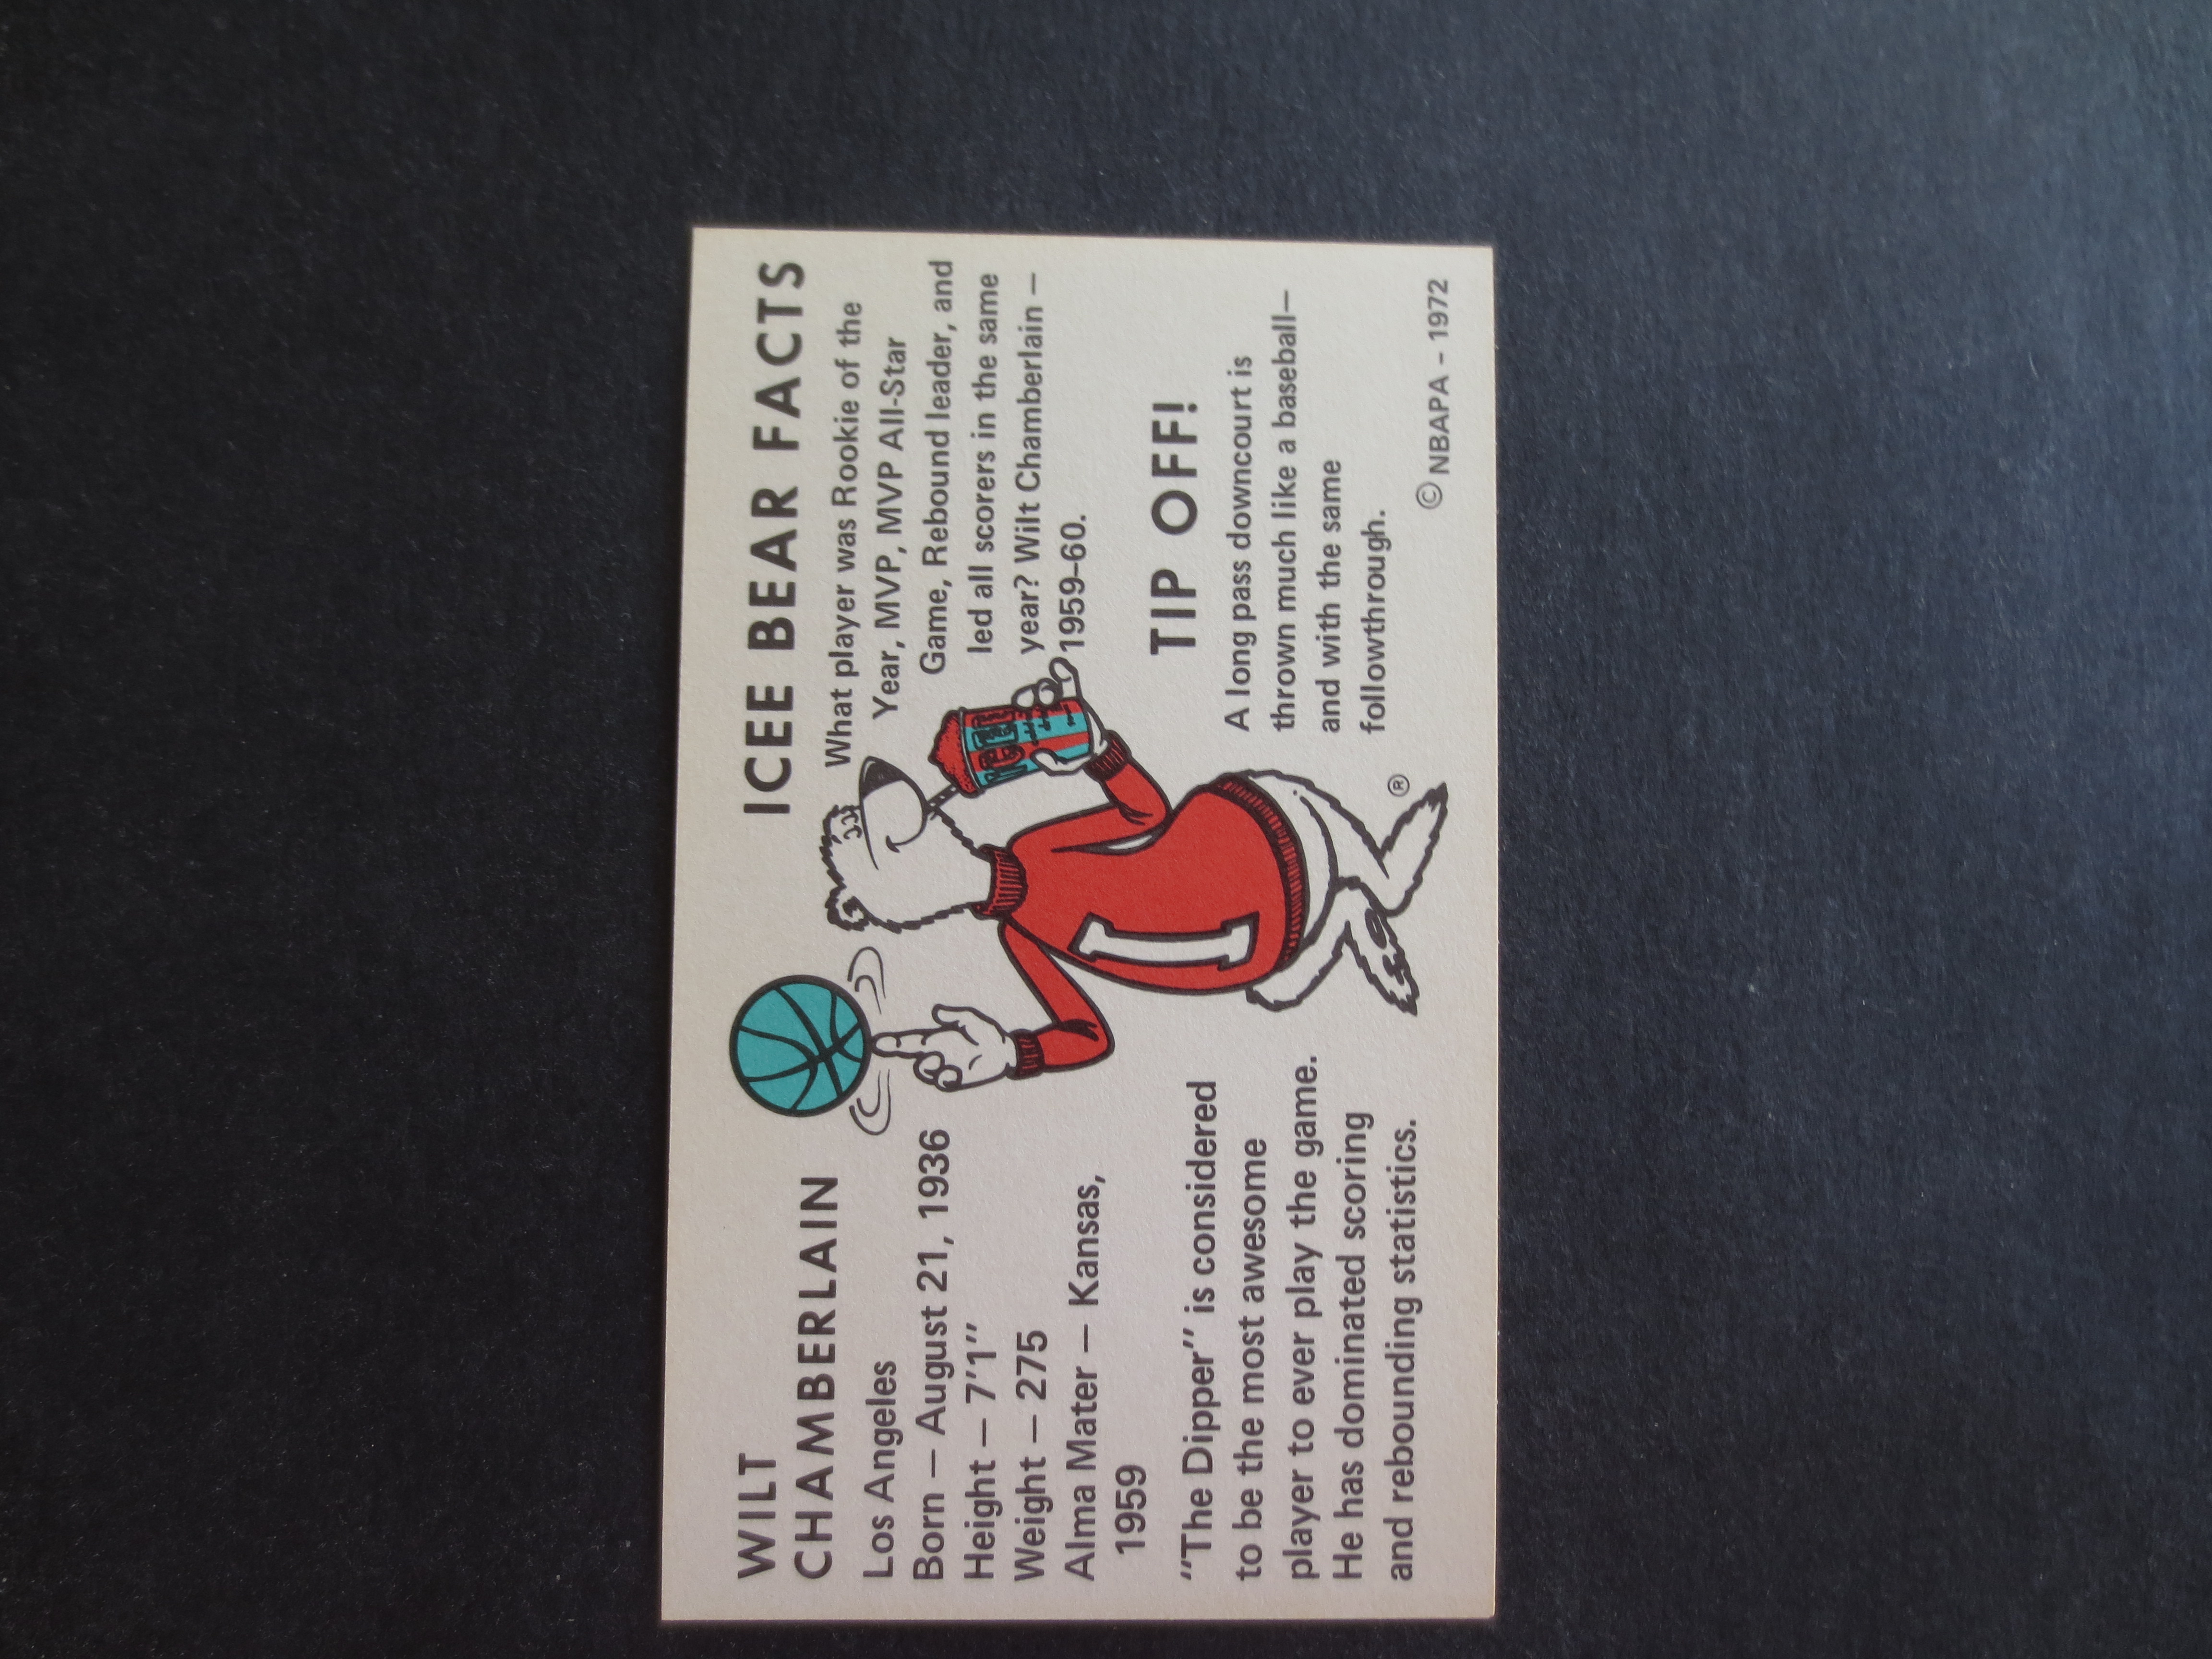 WILT
CHAMBERLAIN
Los Angeles
Born — August 21, 1936
Height — 7'1"
Weight — 275
Alma Mater — Kansas,
1959
"The Dipper" is considered
to be the most awesome
player to ever play the game.
He has dominated scoring
and rebounding statistics.
ICEE BEAR FACTS
What player was Rookie of the
Year, MVP, MVP All-Star
Game, Rebound leader, and
led all scorers in the same
year? Wilt Chamberlain —
1959-60.
TIP OFF!
A long pass downcourt is
thrown much like a baseball—
and with the same
followthrough.
© NBAPA - 1972
ICEE
1
®